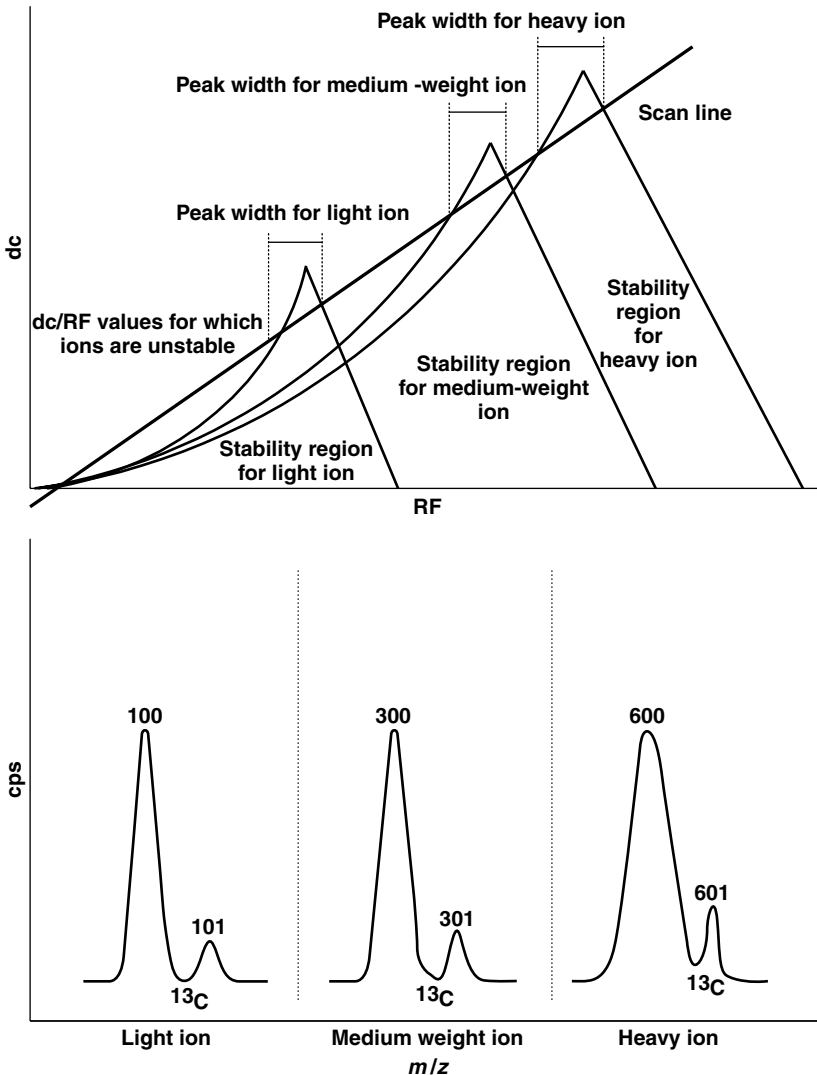 Peak width for heavy ion
Peak width for medium -weight ion
Scan line
Peak width for light ion
dc
dc/RF values for which
ions are unstable
Stability
region
for
heavy ion
Stability region
for medium-weight
ion
Stability region
for light ion
RF
100
300
600
cps
101
301
601
13C
13C
13C
Light ion
Medium weight ion
Heavy ion
m/z